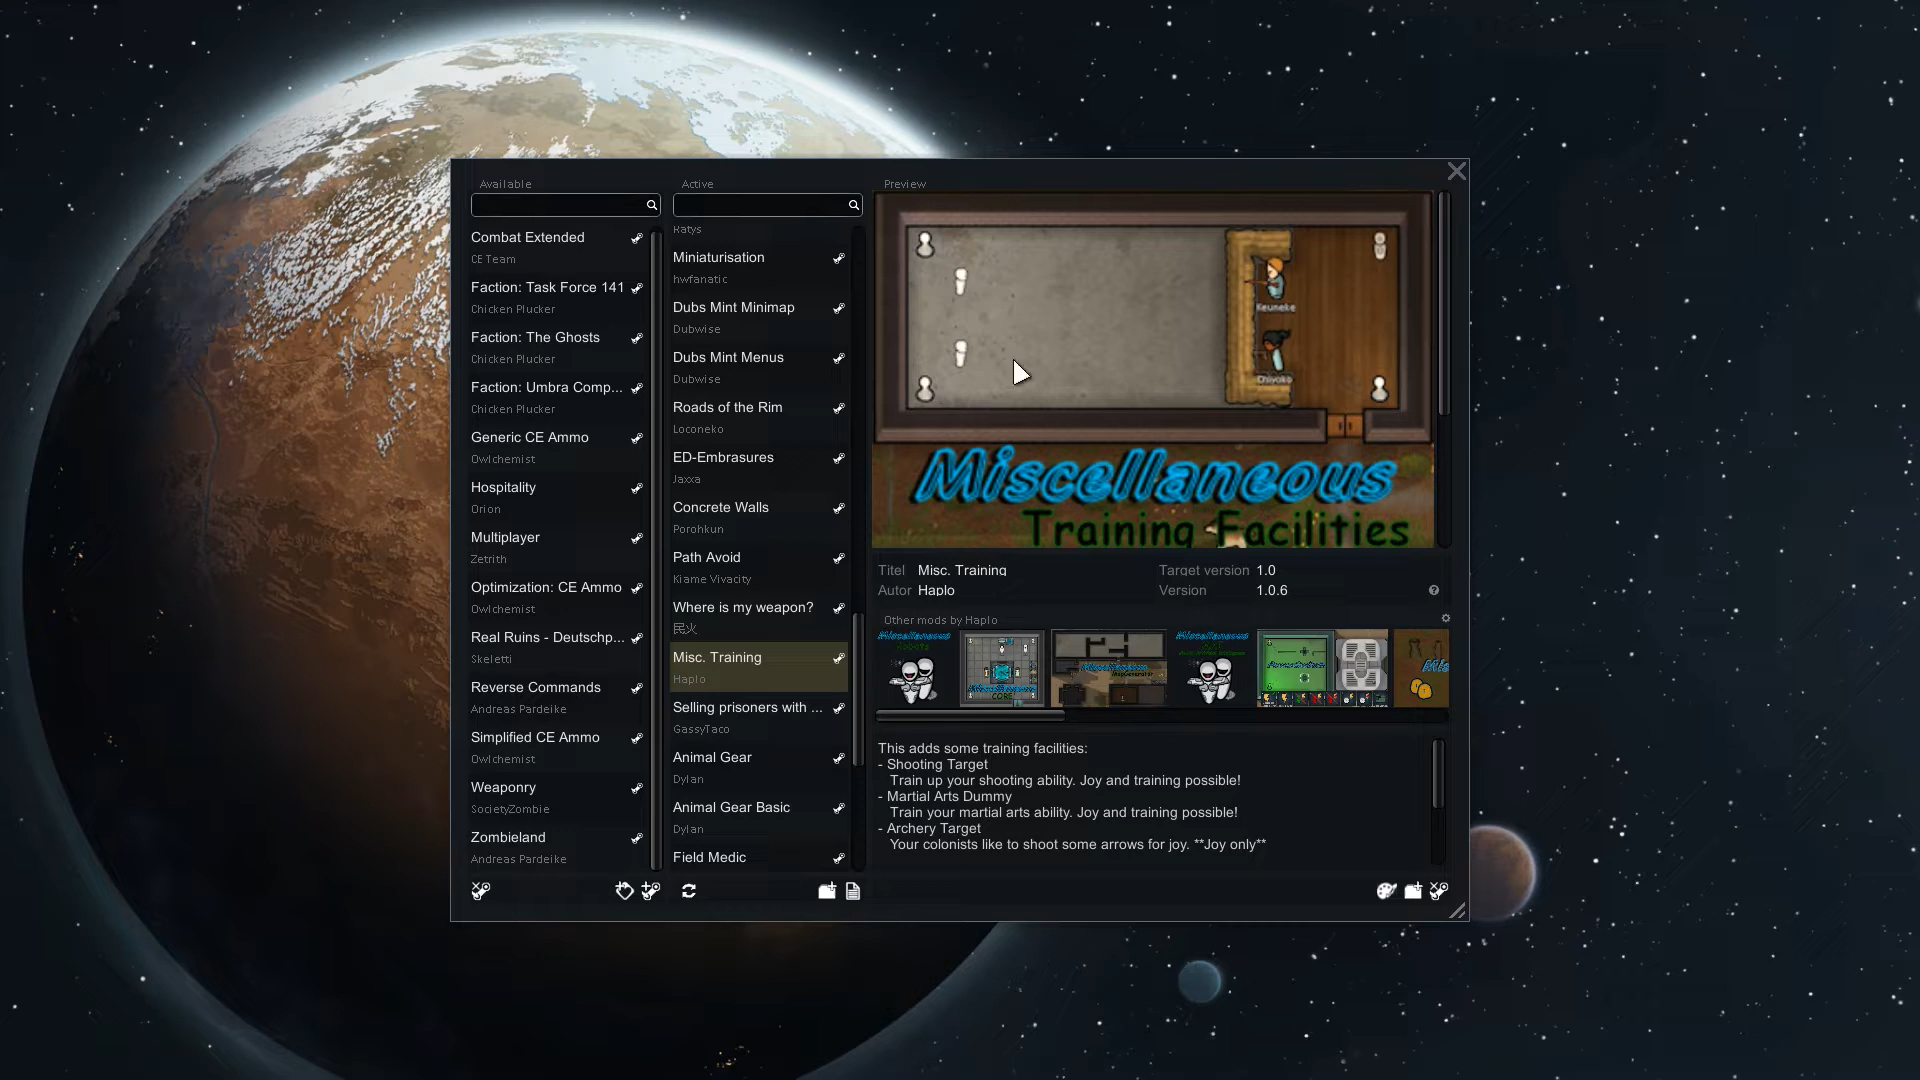 Available
Combat Extended
CE Team
Faction: Task Force 141
Chicken Plucker
Faction: The Ghosts
Chicken Plucker
Faction: Umbra Comp...
Chicken Plucker
Generic CE Ammo
Owlchemist
Hospitality
Orion
Multiplayer
Zetrith
Optimization: CE Ammo
Owlchemist
Real Ruins - Deutschp...
Skeletti
Reverse Commands
Andreas Pardeike
Simplified CE Ammo
Owlchemist
Weaponry
SocietyZombie
Zombieland
Andreas Pardeike
Active
Katys
Miniaturisation
hwfanatic
Dubs Mint Minimap
Dubwise
Dubs Mint Menus
Dubwise
Roads of the Rim
Loconeko
ED-Embrasures
Jaxxa
Concrete Walls
Porohkun
Path Avoid
Kiame Vivacity
Where is my weapon?
民火
Misc. Training
Haplo
Selling prisoners with ...
GassyTaco
Animal Gear
Dylan
Animal Gear Basic
Dylan
Field Medic
Preview
Keuneke
Chiyoko
Miscellaneous
Training Facilities
Titel Misc. Training Target version 1.0
Autor Haplo Version 1.0.6
Other mods by Haplo
This adds some training facilities:
- Shooting Target
Train up your shooting ability. Joy and training possible!
- Martial Arts Dummy
Train your martial arts ability. Joy and training possible!
- Archery Target
Your colonists like to shoot some arrows for joy. **Joy only**